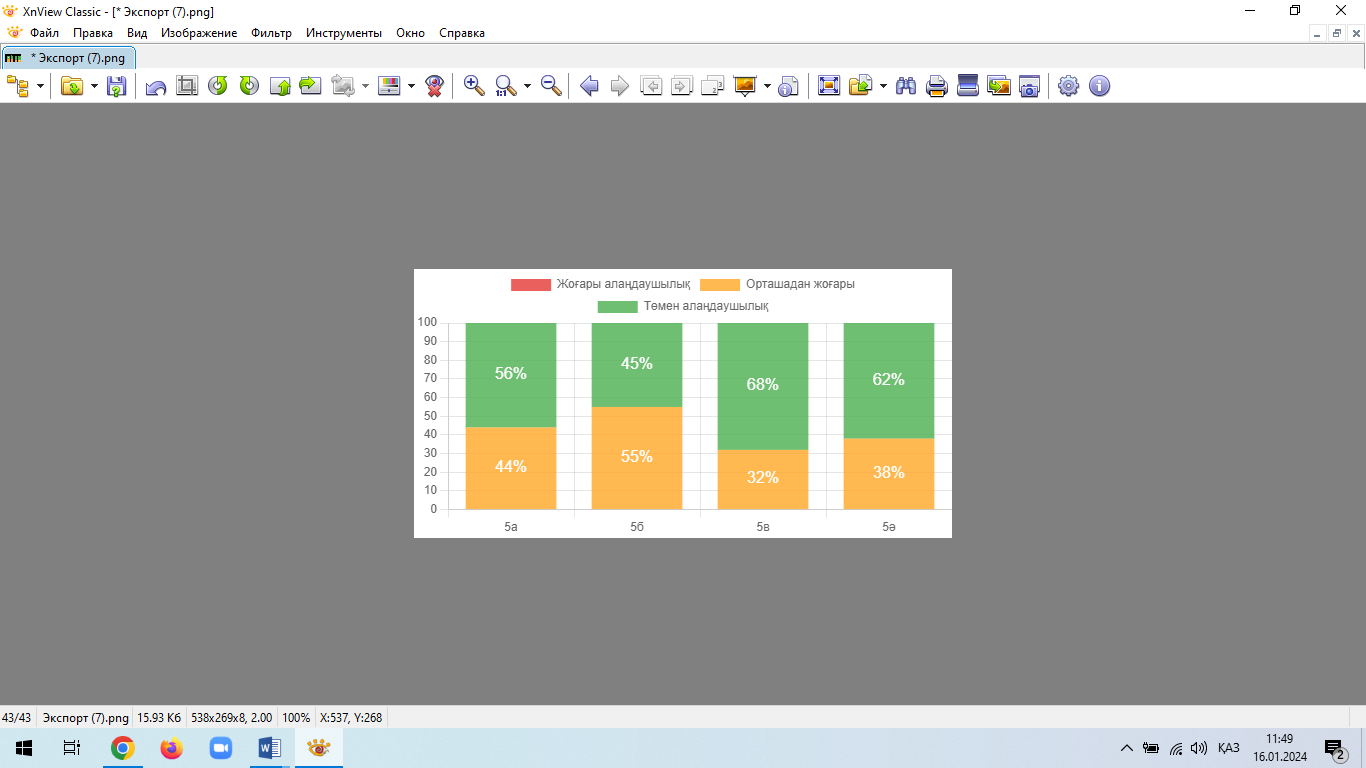 XnView Classic - [* Экспорт (7).png]
Файл Правка Вид Изображение Фильтр Инструменты Окно Справка
* Экспорт (7).png
Жоғары алаңдаушылық Орташадан жоғары
Төмен алаңдаушылық
100
90
80
70
60
50
40
30
20
10
0
56% 45% 68% 62%
44% 55% 32% 38%
5а 5б 5в 5ә
43/43 Экспорт (7).png 15.93 Кб 538x269x8, 2.00 100% X:537, Y:268
ҚАЗ 11:49
16.01.2024 2